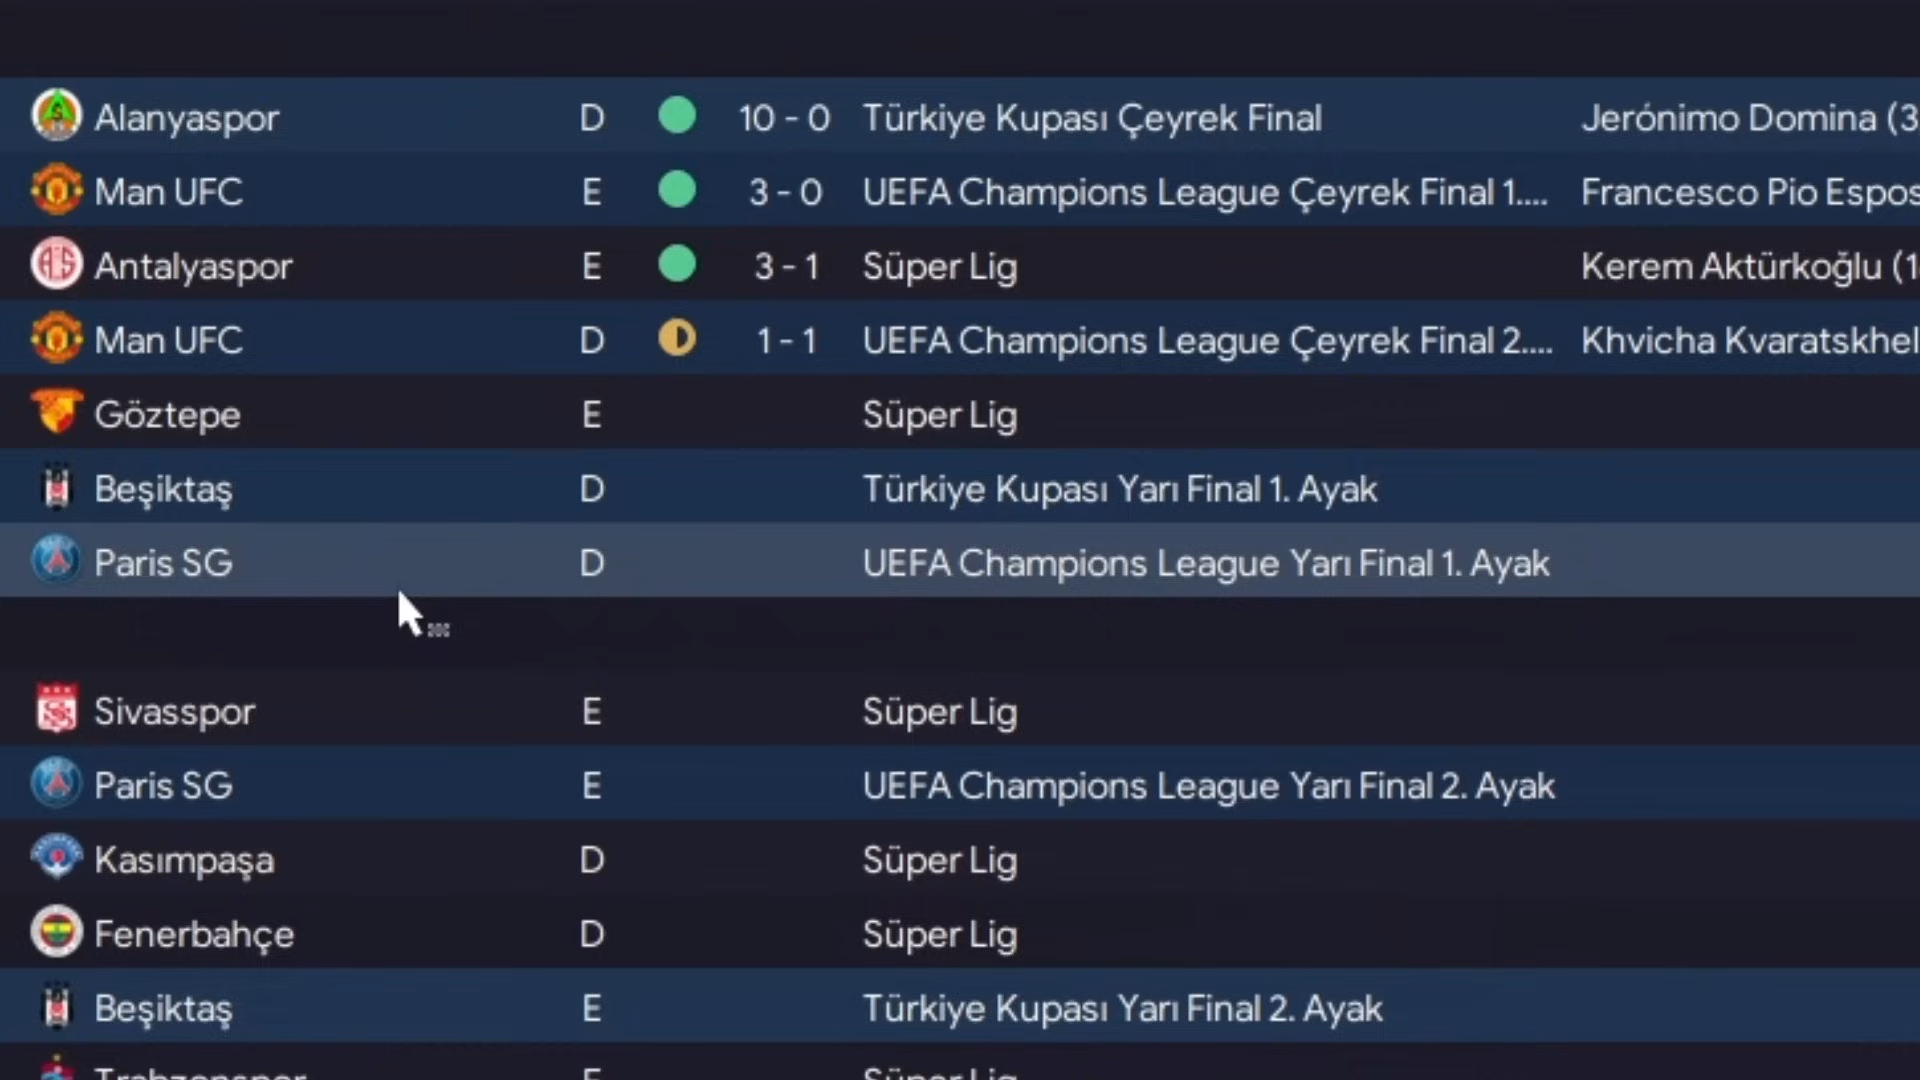 Alanyaspor D 10 - 0 Türkiye Kupası Çeyrek Final Jerónimo Domina (3
Man UFC E 3 - 0 UEFA Champions League Çeyrek Final 1.... Francesco Pio Espos
Antalyaspor E 3 - 1 Süper Lig Kerem Aktürkoğlu (1
Man UFC D 1 - 1 UEFA Champions League Çeyrek Final 2.... Khvicha Kvaratskhel
Göztepe E Süper Lig
Beşiktaş D Türkiye Kupası Yarı Final 1. Ayak
Paris SG D UEFA Champions League Yarı Final 1. Ayak
Sivasspor E Süper Lig
Paris SG E UEFA Champions League Yarı Final 2. Ayak
Kasımpaşa D Süper Lig
Fenerbahçe D Süper Lig
Beşiktaş E Türkiye Kupası Yarı Final 2. Ayak
Trabzonspor E Süper Lig